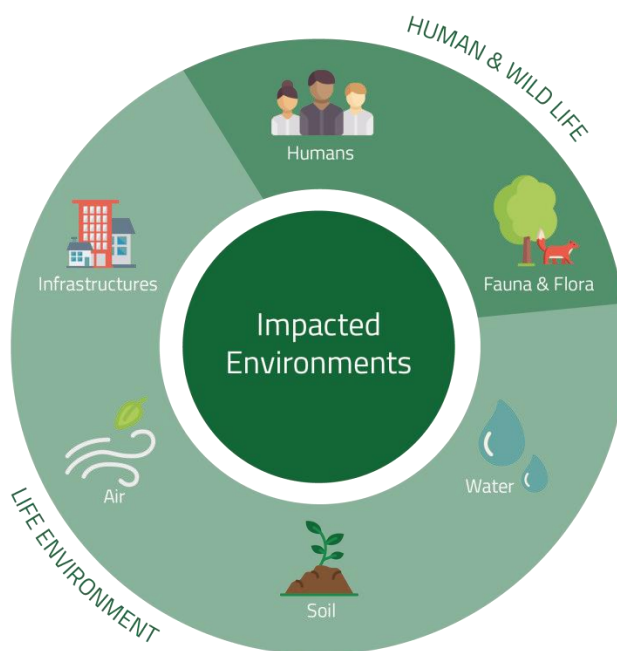 HUMAN & WILD LIFE
Humans
Infrastructures
Fauna & Flora
Impacted
Environments
Air
Water
Soil
LIFE ENVIRONMENT